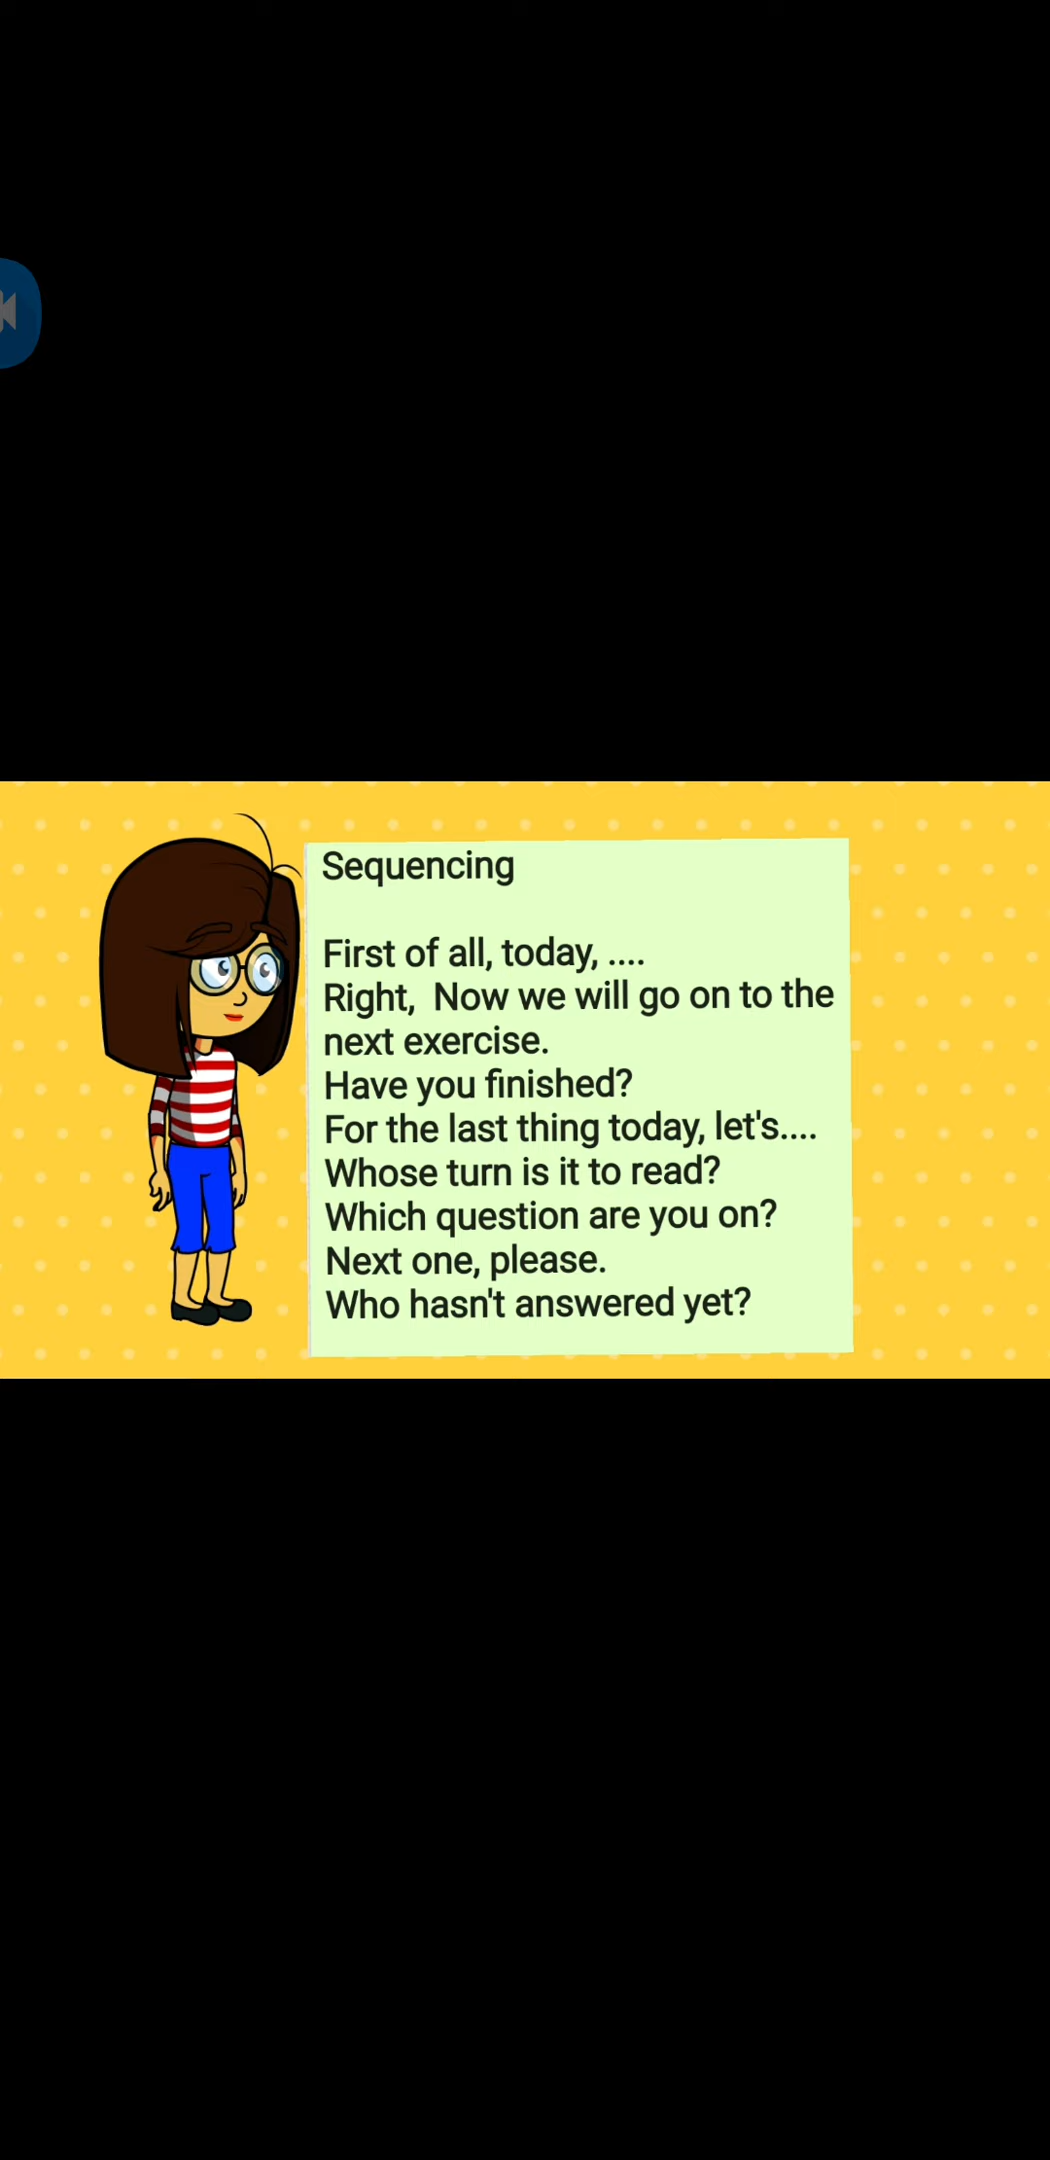 Sequencing
First of all, today, ....
Right,  Now we will go on to the
next exercise.
Have you finished?
For the last thing today, let's....
Whose turn is it to read?
Which question are you on?
Next one, please.
Who hasn't answered yet?